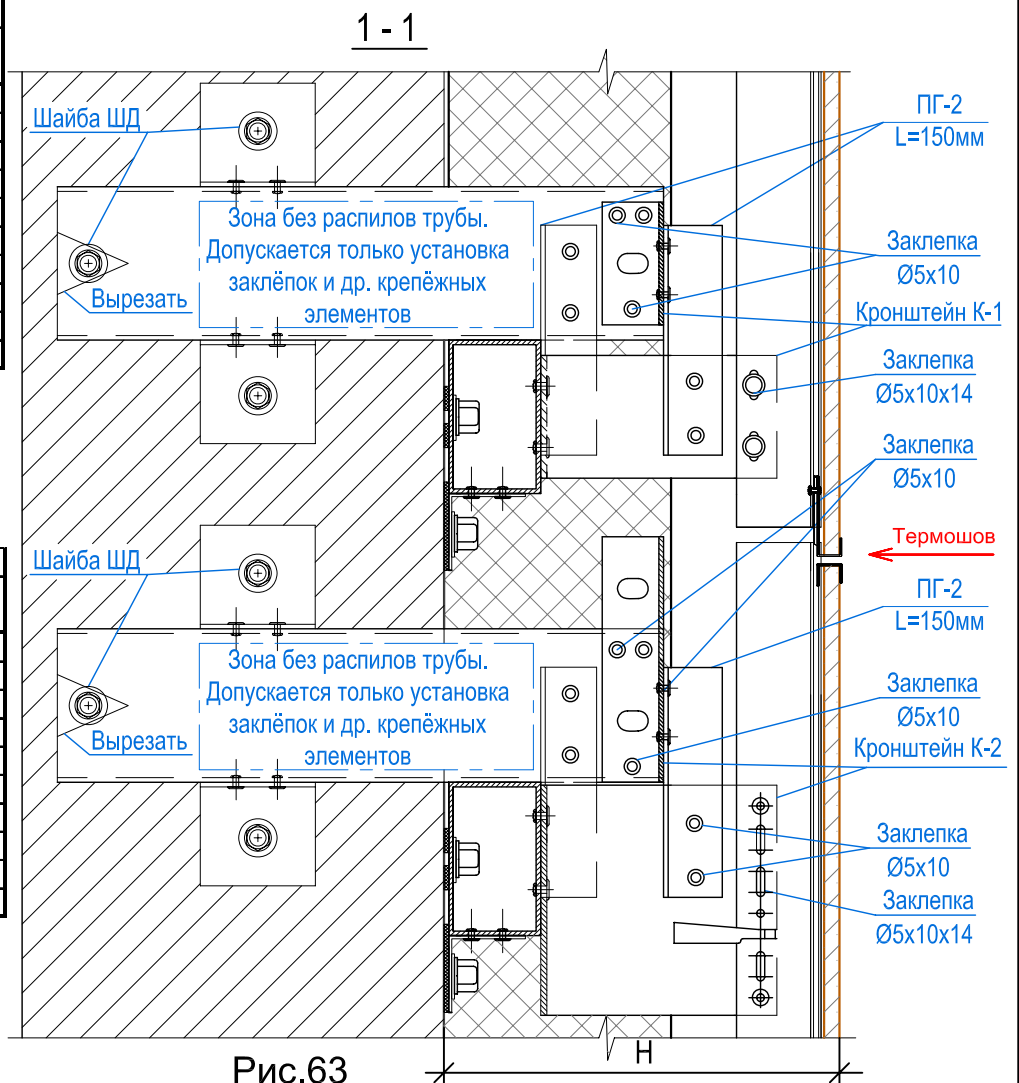 1 - 1
Шайба ШД
ПГ-2
L=150мм
Зона без распилов трубы.
Допускается только установка
заклёпок и др. крепёжных
элементов
Вырезать
Заклепка
Ø5x10
Кронштейн К-1
Заклепка
Ø5x10x14
Заклепка
Ø5x10
Термошов
Шайба ШД
ПГ-2
L=150мм
Зона без распилов трубы.
Допускается только установка
заклёпок и др. крепёжных
элементов
Вырезать
Заклепка
Ø5x10
Кронштейн К-2
Заклепка
Ø5x10
Заклепка
Ø5x10x14
Рис.63
Н